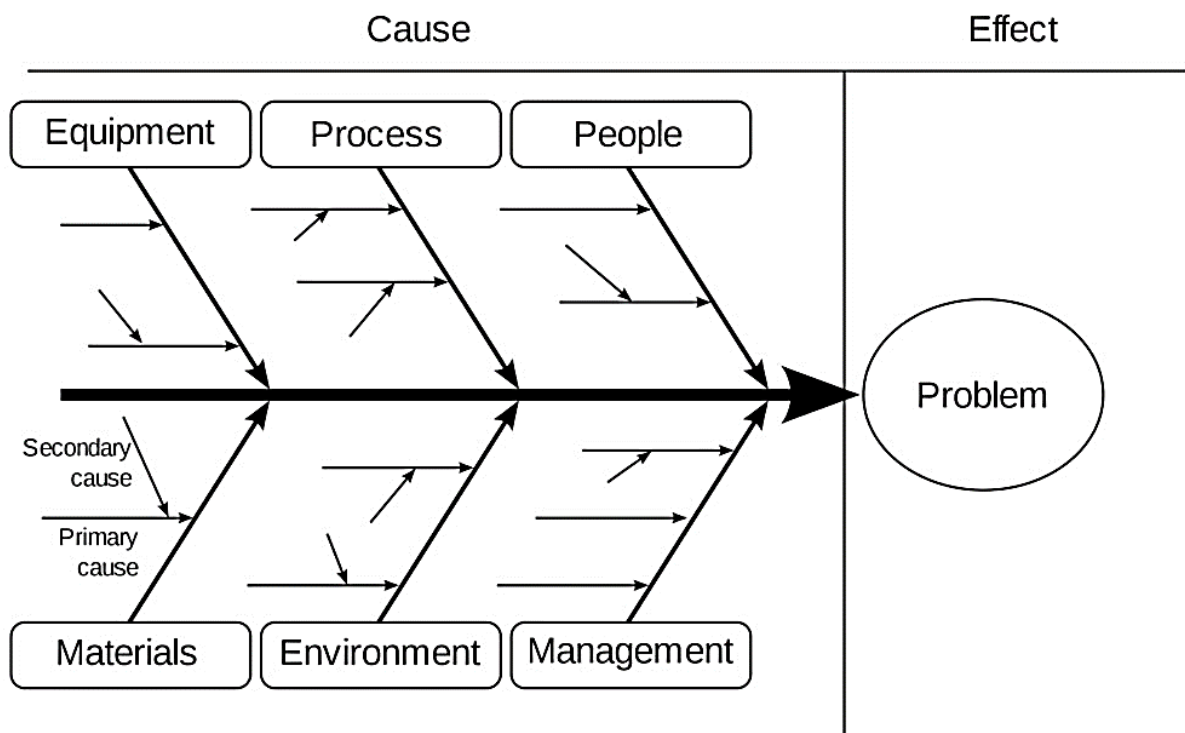 Cause
Effect
Equipment
Process
People
Problem
Secondary
cause
Primary
cause
Materials
Environment
Management